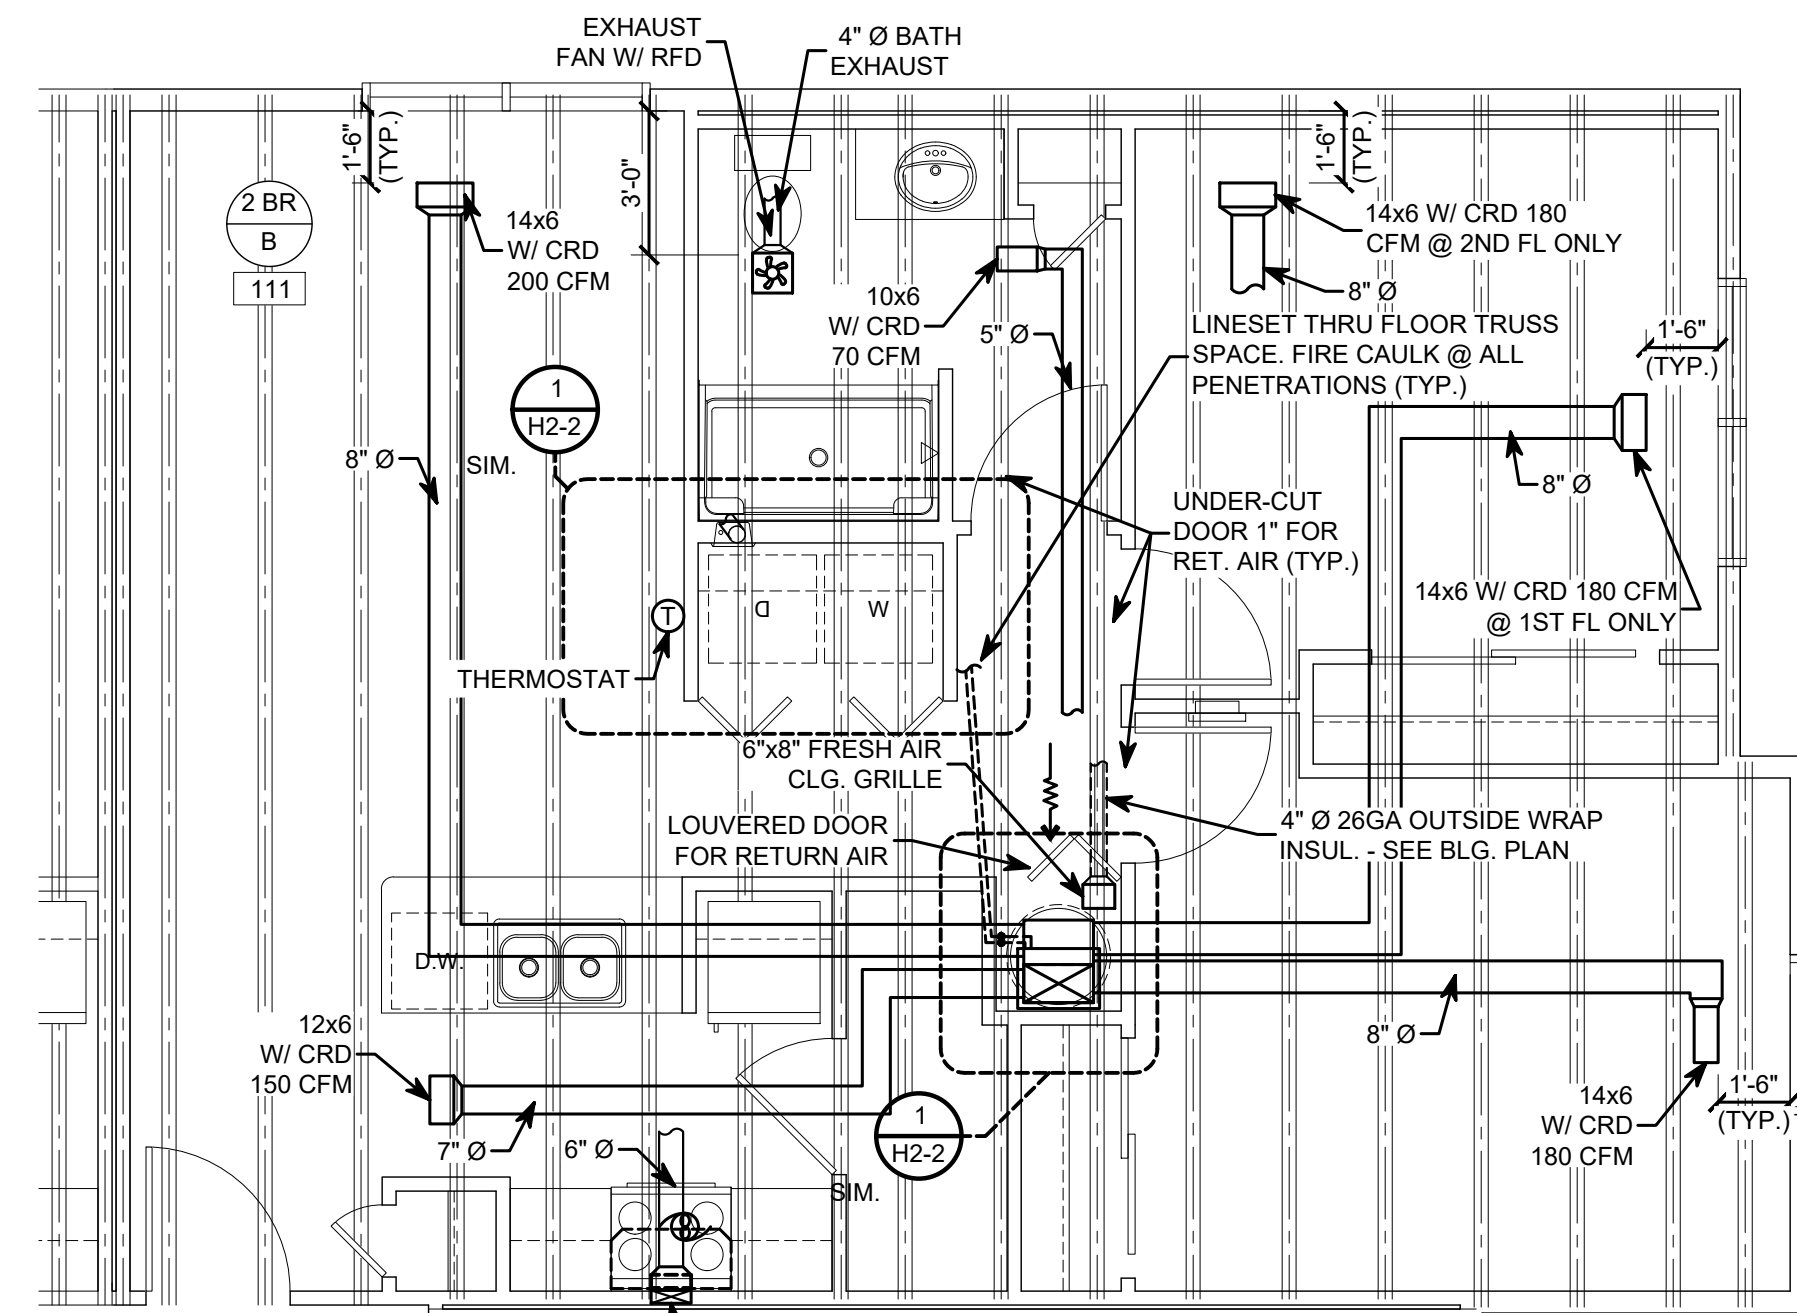 EXHAUST
FAN W/ RFD
4" Ø BATH
EXHAUST
1'-6"
(TYP.)
3'-0"
1'-6"
(TYP.)
2 BR
B
111
14x6
W/ CRD
200 CFM
14x6 W/ CRD 180
CFM @ 2ND FL ONLY
8" Ø
10x6
W/ CRD
70 CFM
5" Ø
LINESET THRU FLOOR TRUSS
SPACE. FIRE CAULK @ ALL
PENETRATIONS (TYP.)
1'-6"
(TYP.)
1
H2-2
SIM.
8" Ø
8" Ø
UNDER-CUT
DOOR 1" FOR
RET. AIR (TYP.)
14x6 W/ CRD 180 CFM
@ 1ST FL ONLY
D
W
T
THERMOSTAT
6"x8" FRESH AIR
CLG. GRILLE
LOUVERED DOOR
FOR RETURN AIR
4" Ø 26GA OUTSIDE WRAP
INSUL. - SEE BLG. PLAN
D.W.
12x6
W/ CRD
150 CFM
7" Ø
6" Ø
1
H2-2
SIM.
8" Ø
14x6
W/ CRD
180 CFM
1'-6"
(TYP.)